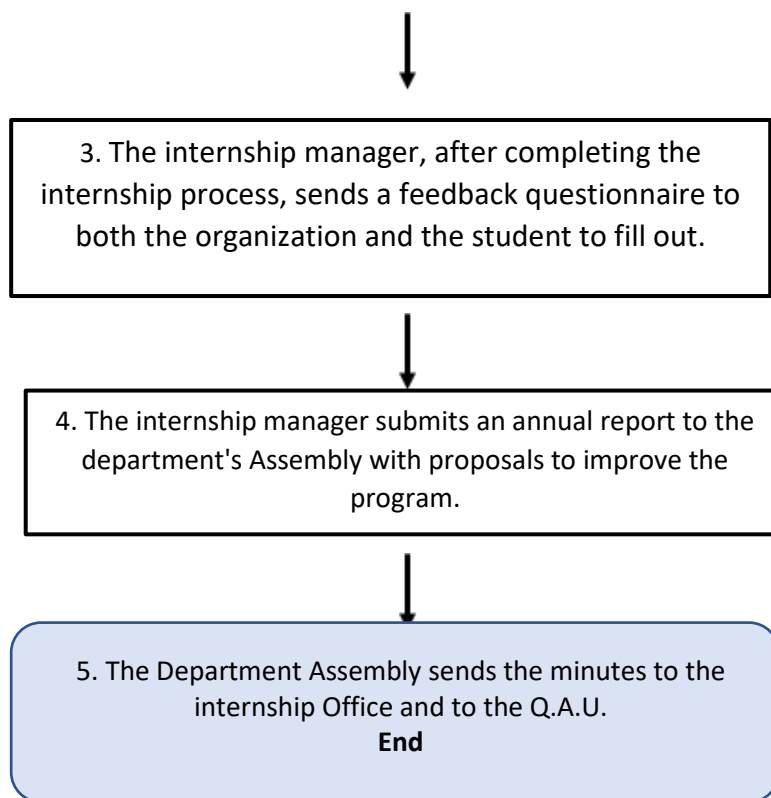 3. The internship manager, after completing the
internship process, sends a feedback questionnaire to
both the organization and the student to fill out.
4. The internship manager submits an annual report to the
department's Assembly with proposals to improve the
program.
5. The Department Assembly sends the minutes to the
internship Office and to the Q.A.U.
End